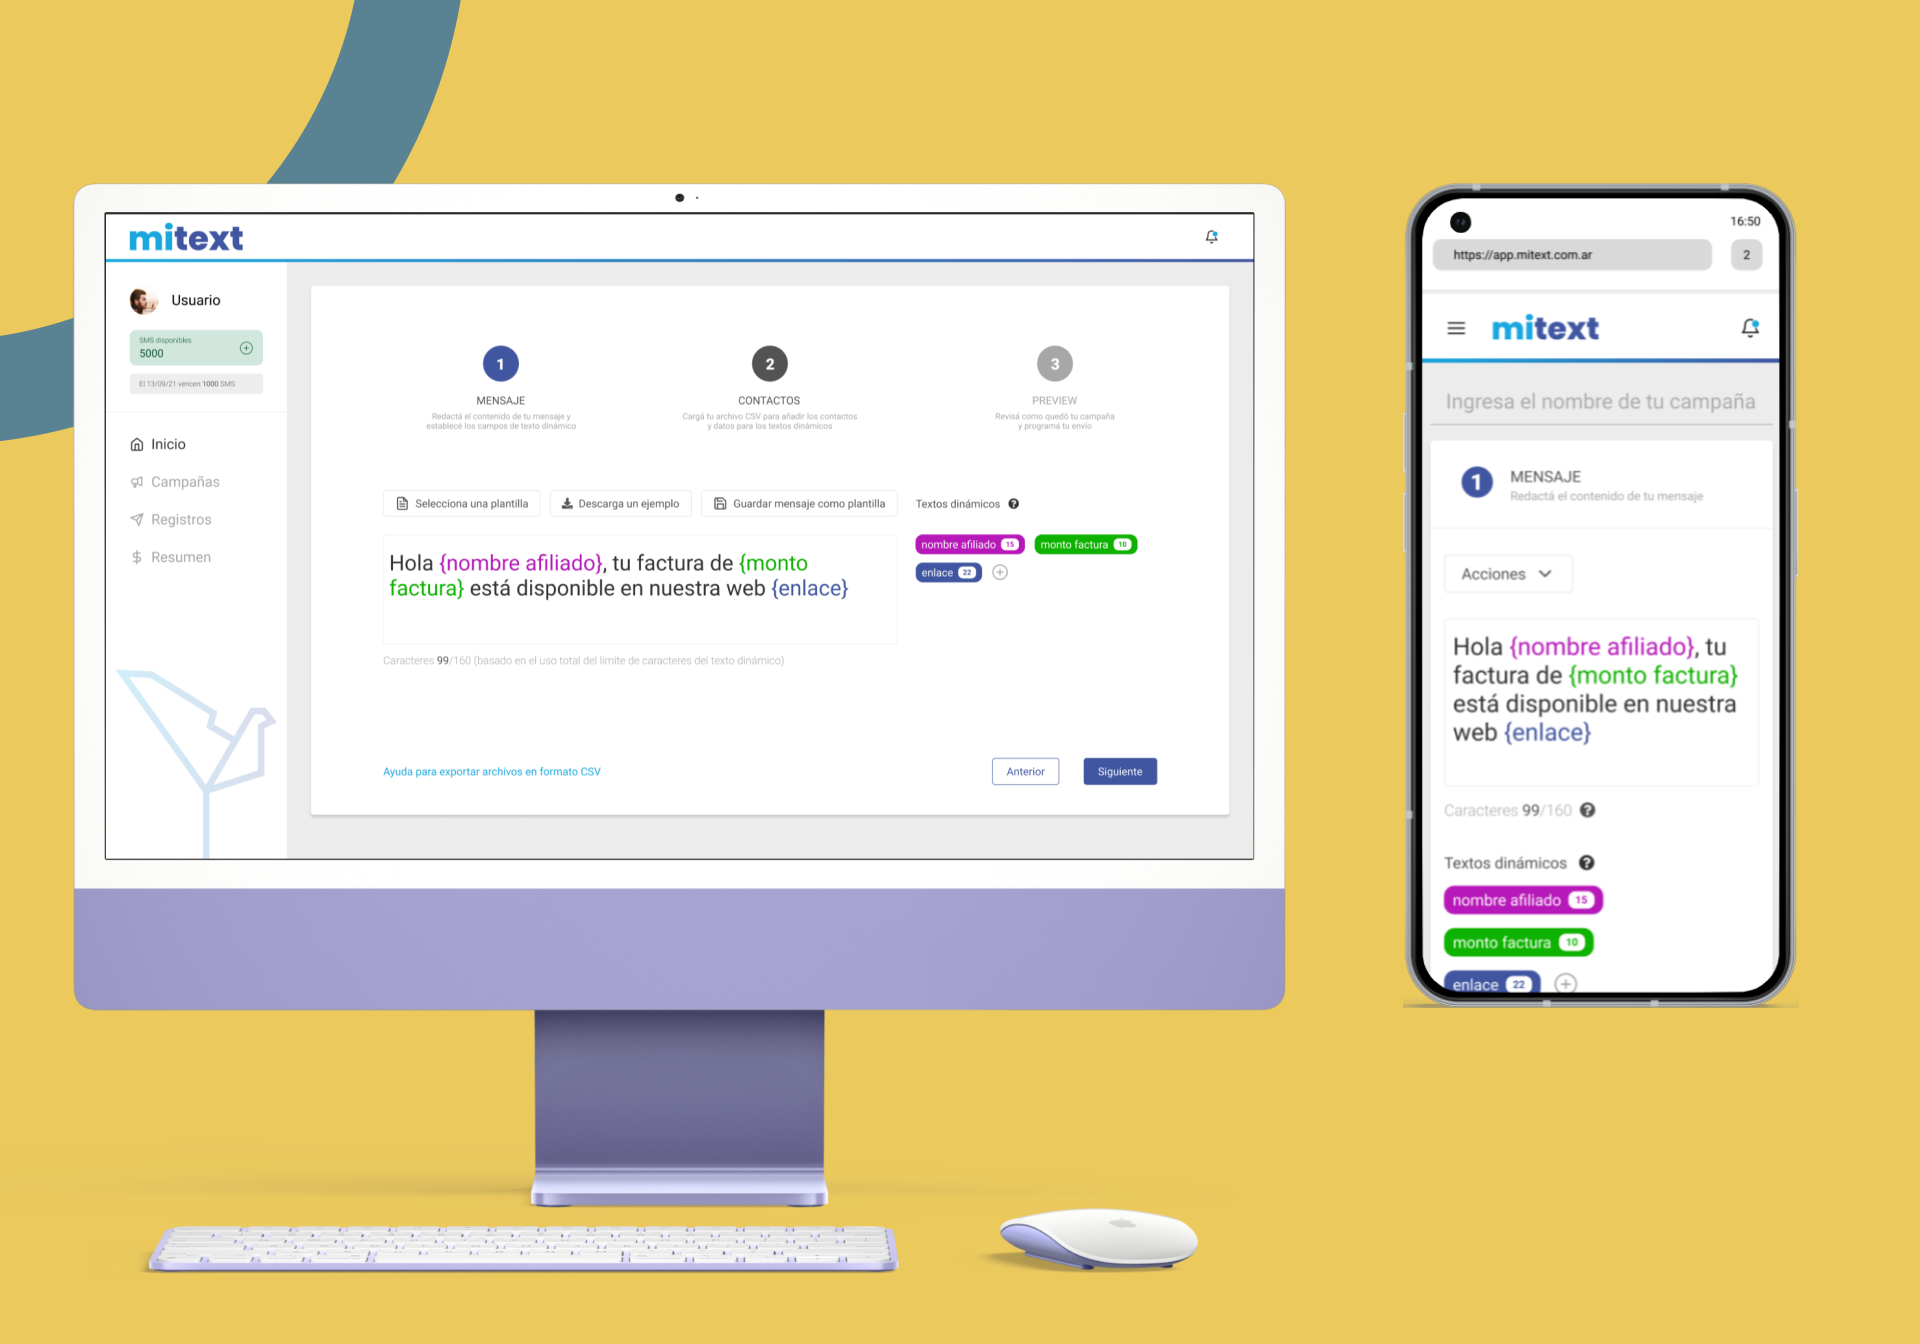 mitext
Usuario
SMS disponibles
5000
El 13/09/21 vencen 1000 SMS
Inicio
Campañas
Registros
$ Resumen
1
MENSAJE
Redactá el contenido de tu mensaje y
establecé los campos de texto dinámico
2
CONTACTOS
Cargá tu archivo CSV para añadir los contactos
y datos para los textos dinámicos
3
PREVIEW
Revisá como quedó tu campaña
y programá tu envío
Selecciona una plantilla
Descarga un ejemplo
Guardar mensaje como plantilla
Textos dinámicos ?
Hola {nombre afiliado}, tu factura de {monto
factura} está disponible en nuestra web {enlace}
nombre afiliado 15
monto factura 10
enlace 22
Caracteres 99/160 (basado en el uso total del límite de caracteres del texto dinámico)
Ayuda para exportar archivos en formato CSV
Anterior
Siguiente
16:50
https://app.mitext.com.ar
2
mitext
Ingresa el nombre de tu campaña
1
MENSAJE
Redactá el contenido de tu mensaje
Acciones
Hola {nombre afiliado}, tu
factura de {monto factura}
está disponible en nuestra
web {enlace}
Caracteres 99/160 ?
Textos dinámicos ?
nombre afiliado 15
monto factura 10
enlace 22